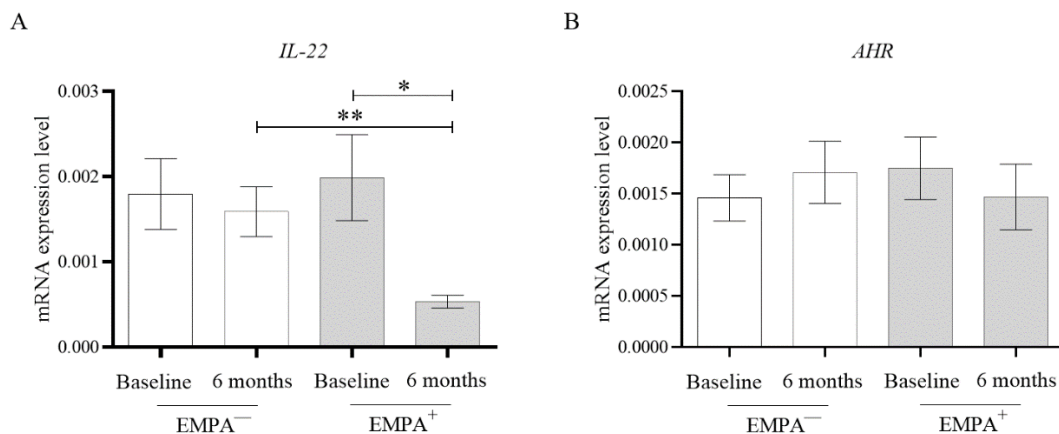 A
IL-22
mRNA expression level
0.003
0.002
0.001
0.000
*
**
Baseline 6 months Baseline 6 months
EMPA— EMPA+
B
AHR
mRNA expression level
0.0025
0.0020
0.0015
0.0010
0.0005
0.0000
Baseline 6 months Baseline 6 months
EMPA— EMPA+